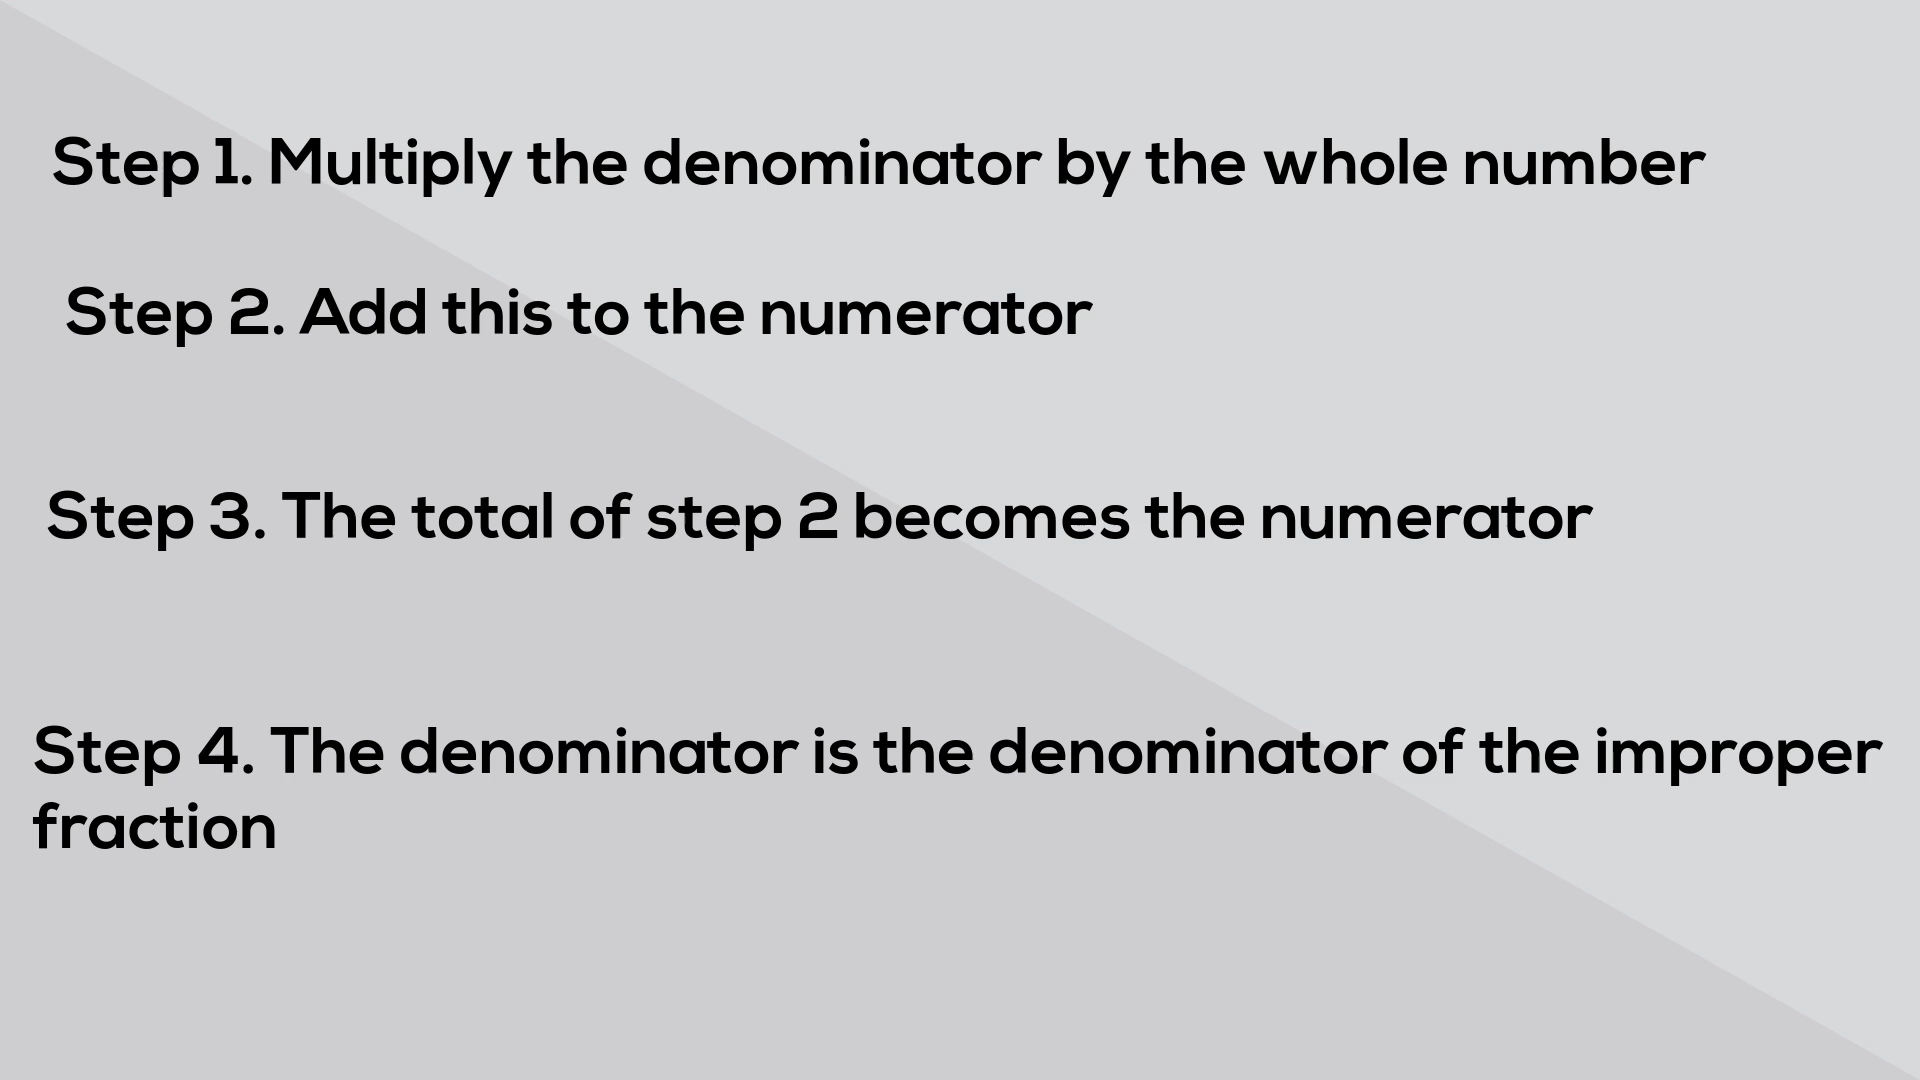 Step 1. Multiply the denominator by the whole number
Step 2. Add this to the numerator
Step 3. The total of step 2 becomes the numerator
Step 4. The denominator is the denominator of the improper
fraction